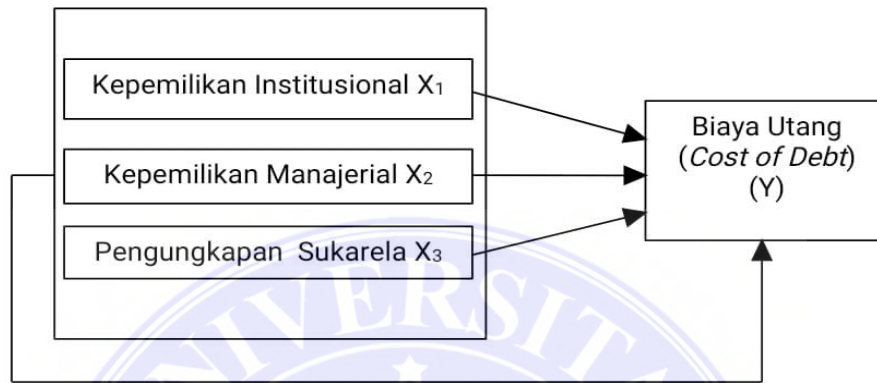 Kepemilikan Institusional X₁
Kepemilikan Manajerial X₂
Pengungkapan Sukarela X₃
Biaya Utang
(Cost of Debt)
(Y)